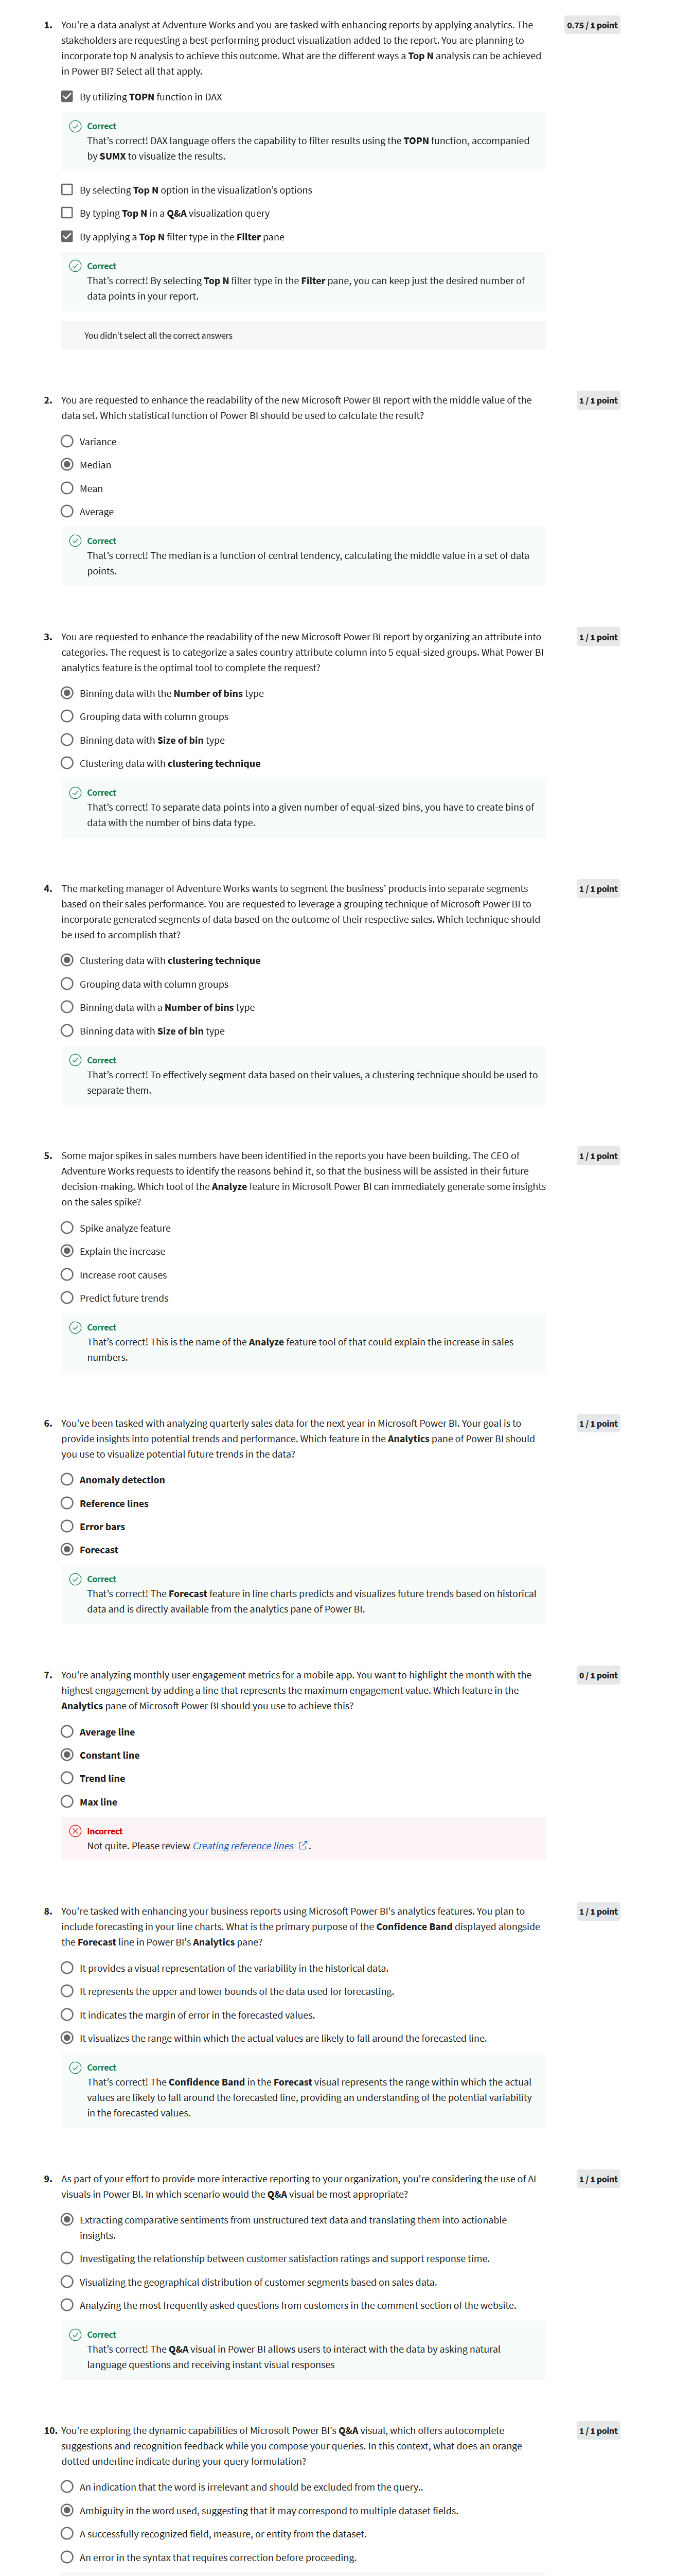 1. You're a data analyst at Adventure Works and you are tasked with enhancing reports by applying analytics. The
0.75 / 1 point
stakeholders are requesting a best-performing product visualization added to the report. You are planning to
incorporate top N analysis to achieve this outcome. What are the different ways a Top N analysis can be achieved
in Power BI? Select all that apply.
By utilizing TOPN function in DAX
Correct
That's correct! DAX language offers the capability to filter results using the TOPN function, accompanied
by SUMX to visualize the results.
By selecting Top N option in the visualization's options
By typing Top N in a Q&A visualization query
By applying a Top N filter type in the Filter pane
Correct
That's correct! By selecting Top N filter type in the Filter pane, you can keep just the desired number of
data points in your report.
You didn't select all the correct answers
2. You are requested to enhance the readability of the new Microsoft Power BI report with the middle value of the
1 / 1 point
data set. Which statistical function of Power BI should be used to calculate the result?
Variance
Median
Mean
Average
Correct
That's correct! The median is a function of central tendency, calculating the middle value in a set of data
points.
3. You are requested to enhance the readability of the new Microsoft Power BI report by organizing an attribute into
1 / 1 point
categories. The request is to categorize a sales country attribute column into 5 equal-sized groups. What Power BI
analytics feature is the optimal tool to complete the request?
Binning data with the Number of bins type
Grouping data with column groups
Binning data with Size of bin type
Clustering data with clustering technique
Correct
That's correct! To separate data points into a given number of equal-sized bins, you have to create bins of
data with the number of bins data type.
4. The marketing manager of Adventure Works wants to segment the business' products into separate segments
1 / 1 point
based on their sales performance. You are requested to leverage a grouping technique of Microsoft Power BI to
incorporate generated segments of data based on the outcome of their respective sales. Which technique should
be used to accomplish that?
Clustering data with clustering technique
Grouping data with column groups
Binning data with a Number of bins type
Binning data with Size of bin type
Correct
That's correct! To effectively segment data based on their values, a clustering technique should be used to
separate them.
5. Some major spikes in sales numbers have been identified in the reports you have been building. The CEO of
1 / 1 point
Adventure Works requests to identify the reasons behind it, so that the business will be assisted in their future
decision-making. Which tool of the Analyze feature in Microsoft Power BI can immediately generate some insights
on the sales spike?
Spike analyze feature
Explain the increase
Increase root causes
Predict future trends
Correct
That's correct! This is the name of the Analyze feature tool of that could explain the increase in sales
numbers.
6. You've been tasked with analyzing quarterly sales data for the next year in Microsoft Power BI. Your goal is to
1 / 1 point
provide insights into potential trends and performance. Which feature in the Analytics pane of Power BI should
you use to visualize potential future trends in the data?
Anomaly detection
Reference lines
Error bars
Forecast
Correct
That's correct! The Forecast feature in line charts predicts and visualizes future trends based on historical
data and is directly available from the analytics pane of Power BI.
7. You're analyzing monthly user engagement metrics for a mobile app. You want to highlight the month with the
0 / 1 point
highest engagement by adding a line that represents the maximum engagement value. Which feature in the
Analytics pane of Microsoft Power BI should you use to achieve this?
Average line
Constant line
Trend line
Max line
Incorrect
Not quite. Please review Creating reference lines .
8. You're tasked with enhancing your business reports using Microsoft Power BI's analytics features. You plan to
1 / 1 point
include forecasting in your line charts. What is the primary purpose of the Confidence Band displayed alongside
the Forecast line in Power BI's Analytics pane?
It provides a visual representation of the variability in the historical data.
It represents the upper and lower bounds of the data used for forecasting.
It indicates the margin of error in the forecasted values.
It visualizes the range within which the actual values are likely to fall around the forecasted line.
Correct
That's correct! The Confidence Band in the Forecast visual represents the range within which the actual
values are likely to fall around the forecasted line, providing an understanding of the potential variability
in the forecasted values.
9. As part of your effort to provide more interactive reporting to your organization, you're considering the use of AI
1 / 1 point
visuals in Power BI. In which scenario would the Q&A visual be most appropriate?
Extracting comparative sentiments from unstructured text data and translating them into actionable
insights.
Investigating the relationship between customer satisfaction ratings and support response time.
Visualizing the geographical distribution of customer segments based on sales data.
Analyzing the most frequently asked questions from customers in the comment section of the website.
Correct
That's correct! The Q&A visual in Power BI allows users to interact with the data by asking natural
language questions and receiving instant visual responses
10. You're exploring the dynamic capabilities of Microsoft Power BI's Q&A visual, which offers autocomplete
1 / 1 point
suggestions and recognition feedback while you compose your queries. In this context, what does an orange
dotted underline indicate during your query formulation?
An indication that the word is irrelevant and should be excluded from the query..
Ambiguity in the word used, suggesting that it may correspond to multiple dataset fields.
A successfully recognized field, measure, or entity from the dataset.
An error in the syntax that requires correction before proceeding.